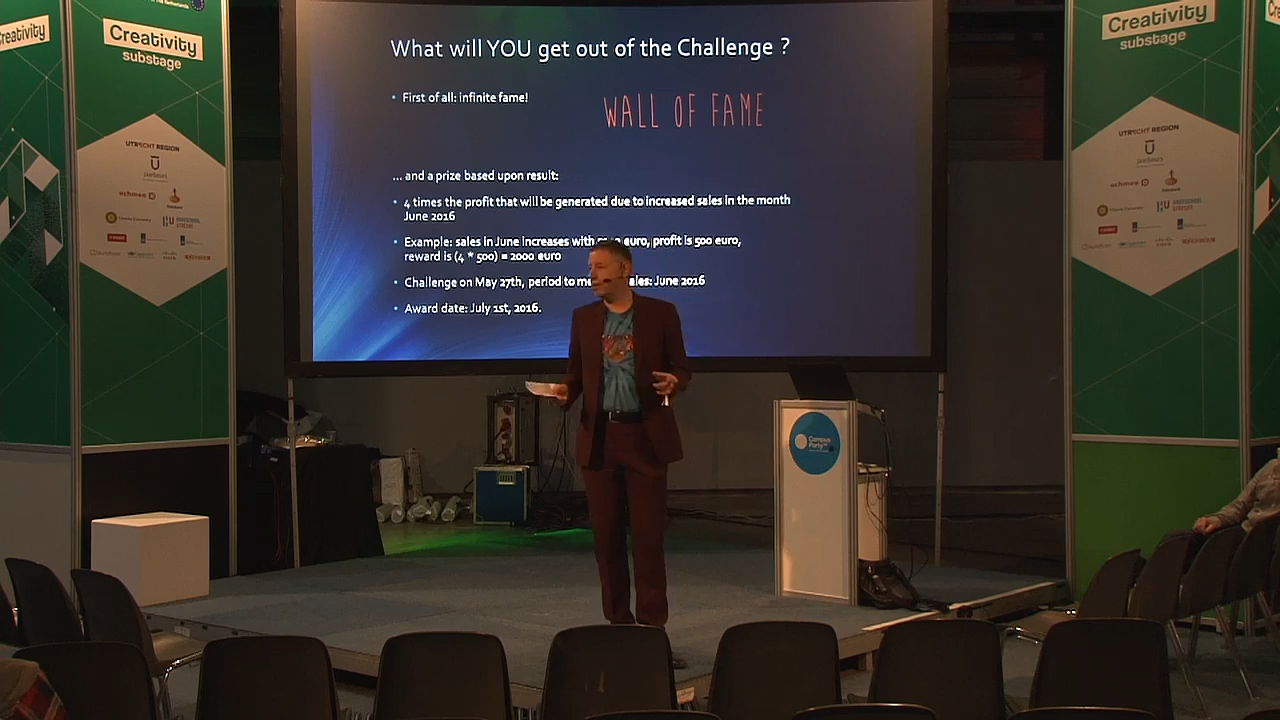 Creativity
substage
UTRECHT REGION
jaarbeurs
What will YOU get out of the Challenge ?
• First of all: infinite fame!
WALL OF FAME
... and a prize based upon result:
• 4 times the profit that will be generated due to increased sales in the month
June 2016
• Example: sales in June increases with euro, profit is 500 euro,
reward is (4 * 500) = 2000 euro
• Challenge on May 27th, period to sales: June 2016
• Award date: July 1st, 2016.
Campus
Party
Creativity
substage
UTRECHT REGION
jaarbeurs
Creativity